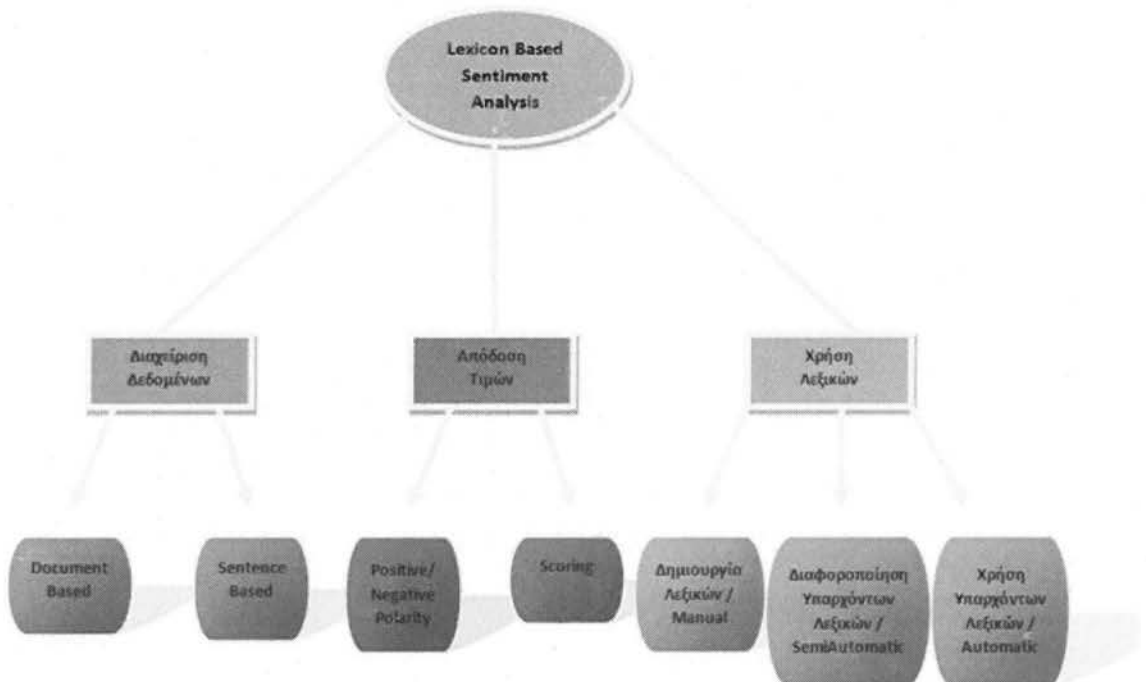 Lexicon Based
Sentiment
Analysis
Διαχείριση
Δεδομένων
Απόδοση
Τιμών
Χρήση
Λεξικών
Document
Based
Sentence
Based
Positive/
Negative
Polarity
Scoring
Δημιουργία
Λεξικών /
Manual
Διαφοροποίηση
Υπαρχόντων
Λεξικών /
SemiAutomatic
Χρήση
Υπαρχόντων
Λεξικών /
Automatic